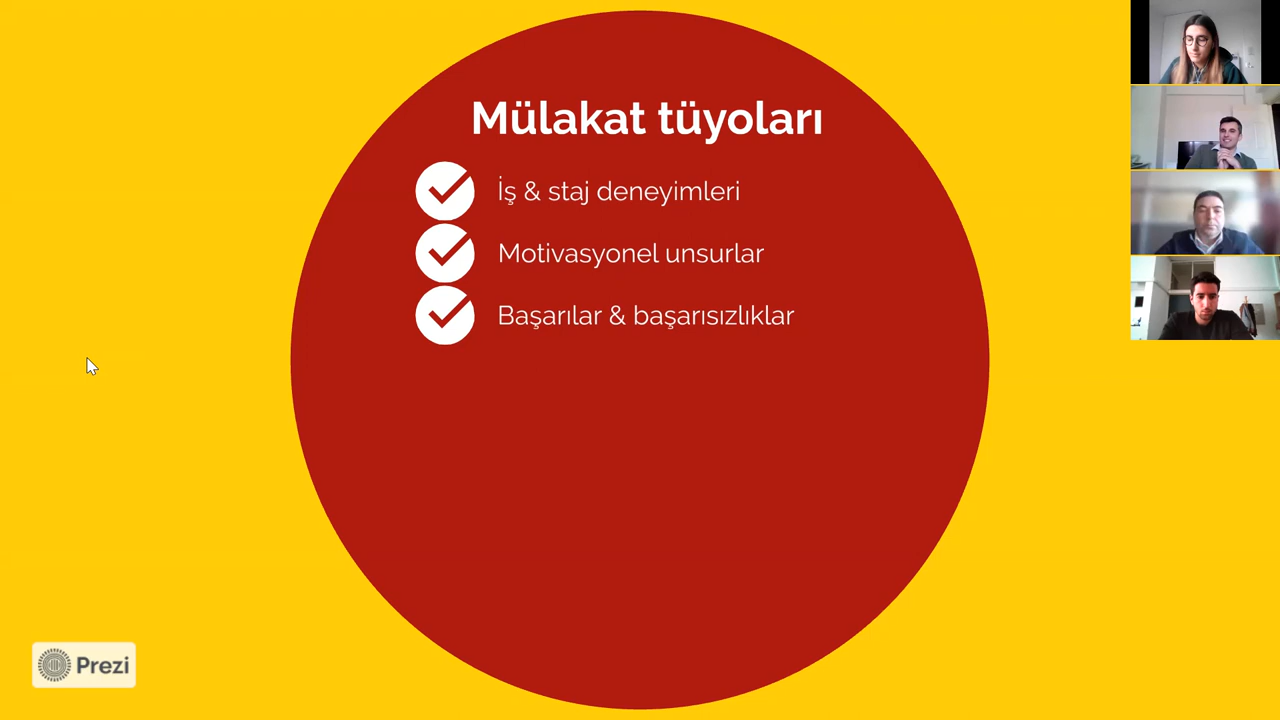 Mülakat tüyoları
İş & staj deneyimleri
Motivasyonel unsurlar
Başarılar & başarısızlıklar
Prezi